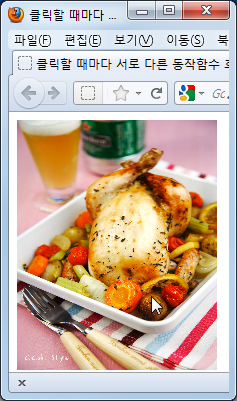 클릭할 때마다 ...
파일(F) 편집(E) 보기(V) 이동(S) 북
클릭할 때마다 서로 다른 동작함수 호